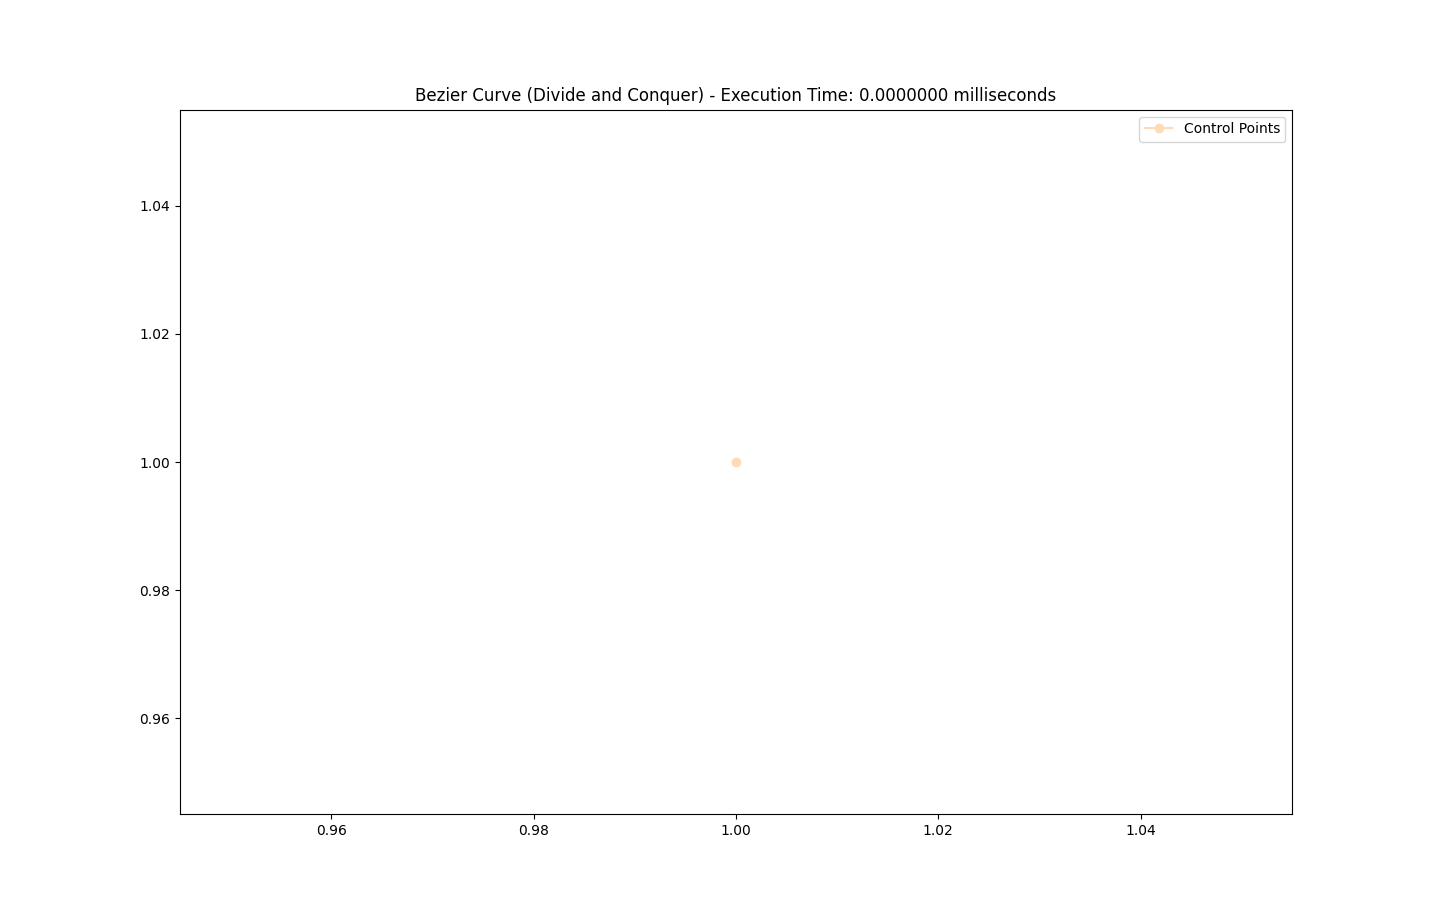 Bezier Curve (Divide and Conquer) - Execution Time: 0.0000000 milliseconds
Control Points
1.04
1.02
1.00
0.98
0.96
0.96 0.98 1.00 1.02 1.04